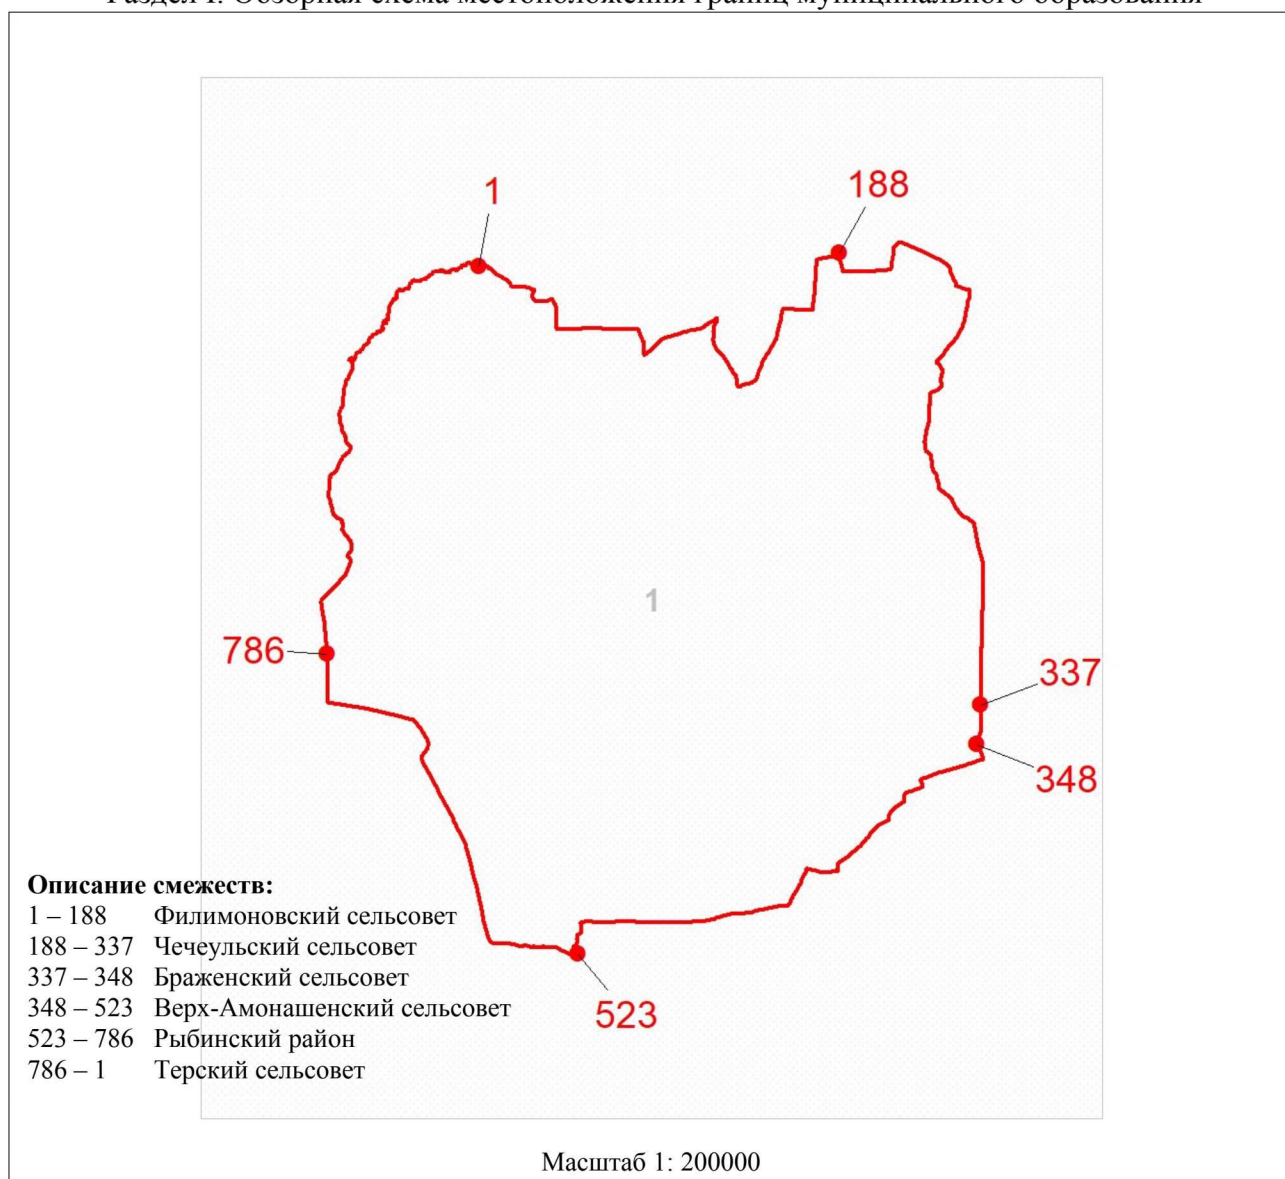 Раздел I. Обзорная схема местоположения границ муниципального образования
1
188
1
786
337
348
Описание смежеств:
1 – 188 Филимоновский сельсовет
188 – 337 Чечеульский сельсовет
337 – 348 Браженский сельсовет
348 – 523 Верх-Амонашенский сельсовет
523 – 786 Рыбинский район
786 – 1 Терский сельсовет
523
Масштаб 1: 200000